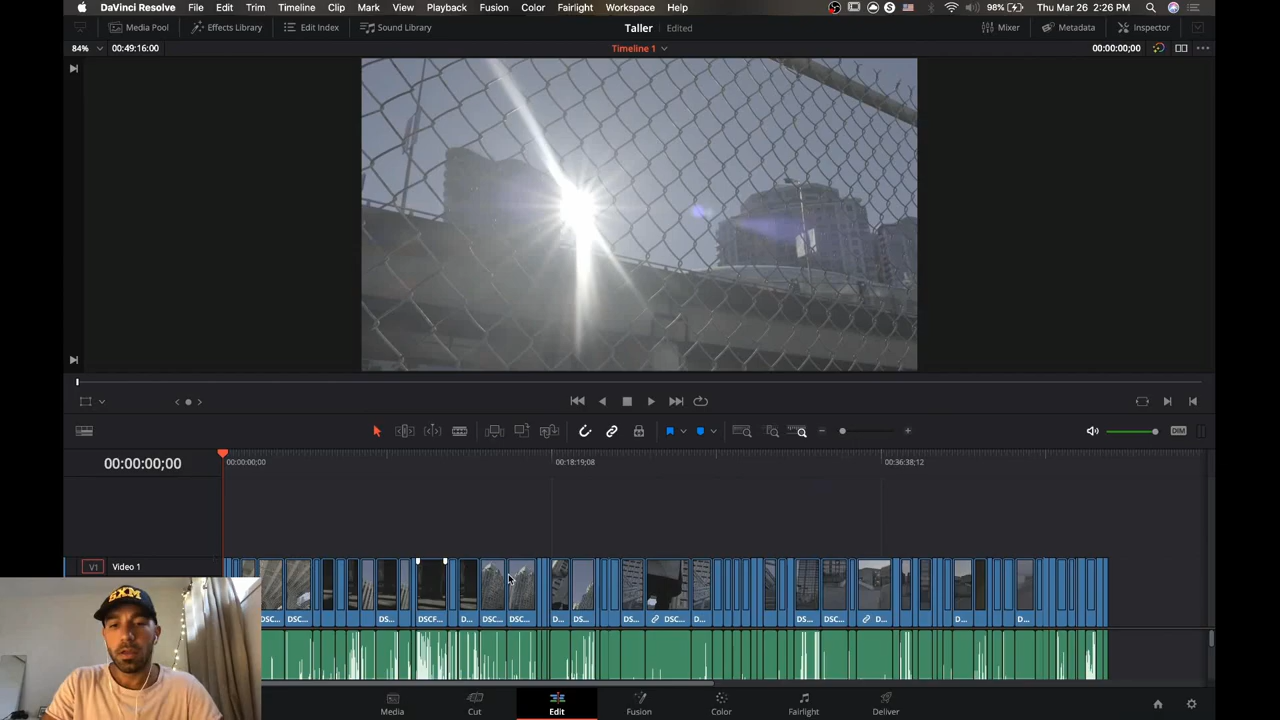 DaVinci Resolve File Edit Trim Timeline Clip Mark View Playback Fusion Color Fairlight Workspace Help 98% Thu Mar 26 2:26 PM
Media Pool Effects Library Edit Index Sound Library Taller Edited Mixer Metadata Inspector
84% 00:49:16:00 Timeline 1 00:00:00;00
DIM
00:00:00;00 00:00:00;00 00:18:19;08 00:36:38;12
V1 Video 1
DSC... DSC... DS... DSCF... D... DSC... DSC... D... DS... DS... DSC... D... DS... DSC... D... D... D...
SXM
Media Cut Edit Fusion Color Fairlight Deliver